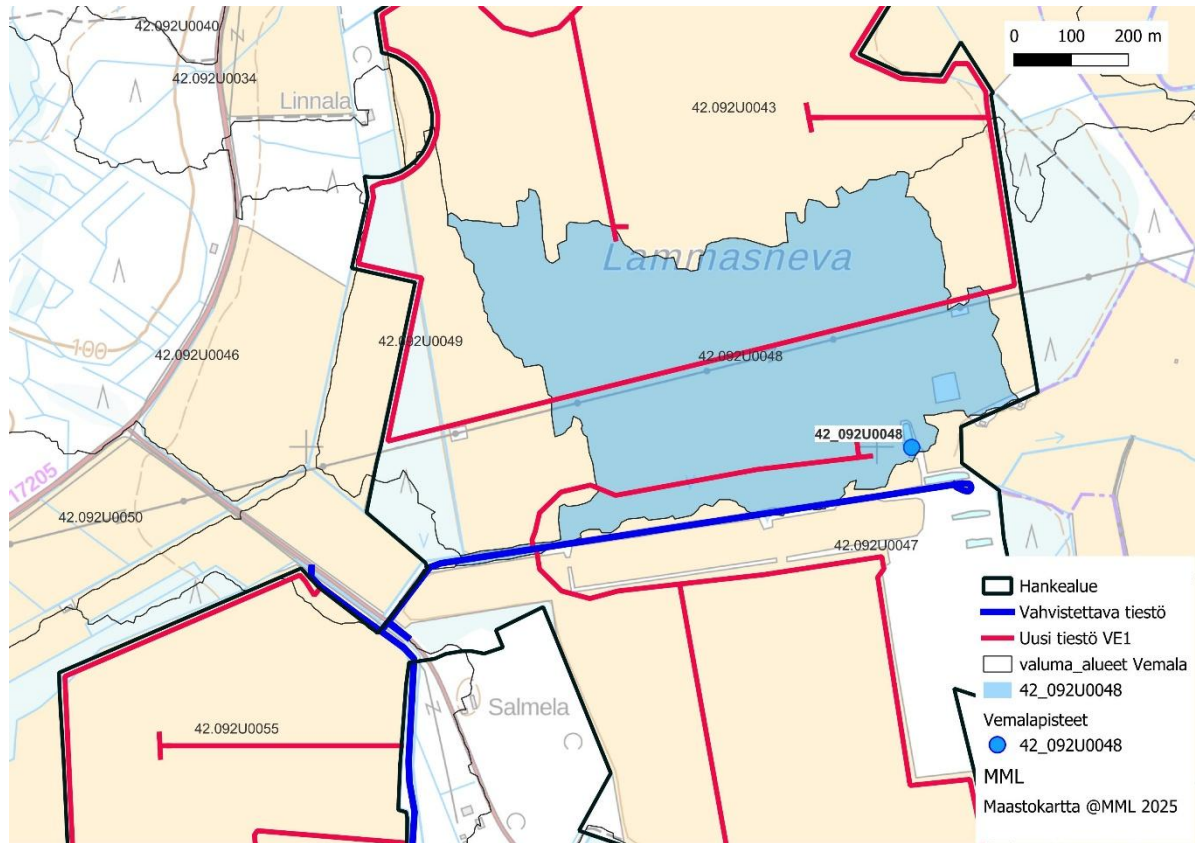 42.092U0040
0 100 200 m
42.092U0034
Linnala
42.092U0043
Lammasneva
100
42.092U0046
42.092U0049
42.092U0048
42_092U0048
17205
42.092U0050
42.092U0047
Hankealue
Vahvistettava tiestö
Uusi tiestö VE1
valuma_alueet Vemala
42_092U0048
Salmela
Vemalapisteet
42_092U0048
42.092U0055
MML
Maastokartta @MML 2025